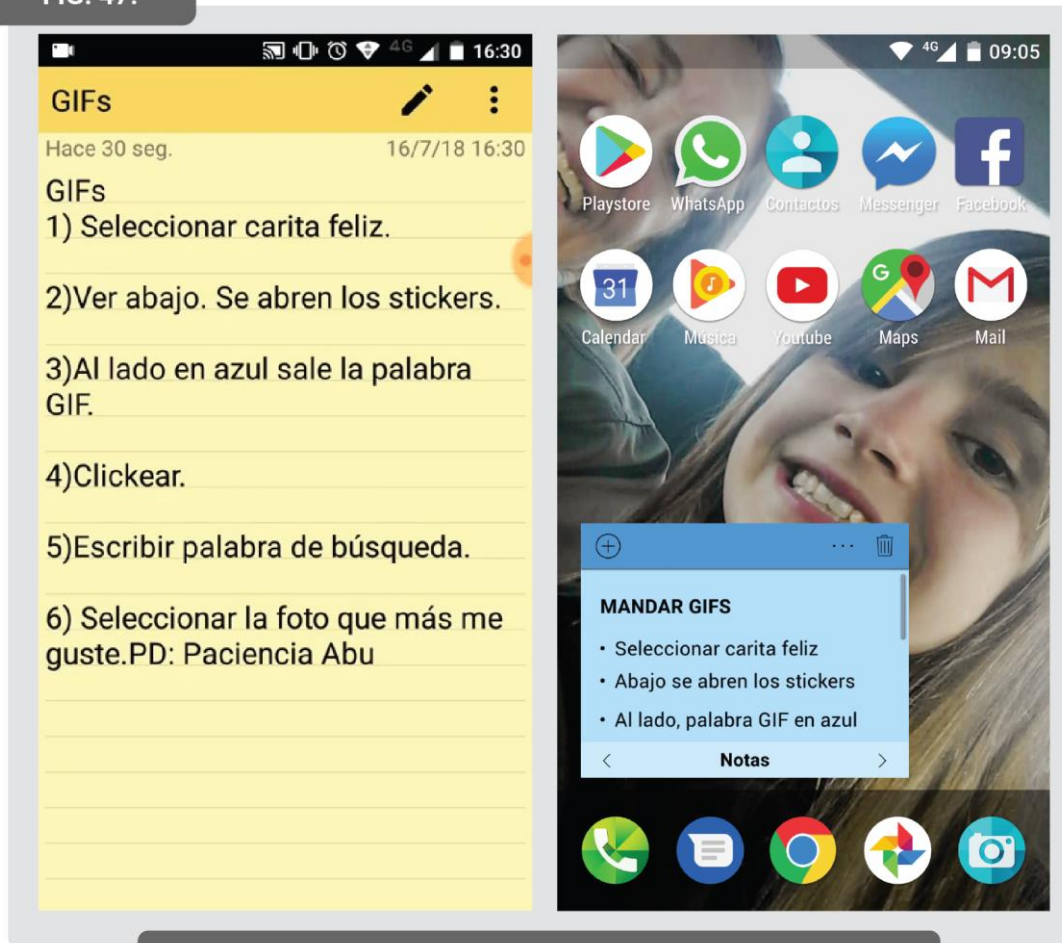 FIG. 47.
4G 16:30
GIFs
Hace 30 seg. 16/7/18 16:30
GIFs
1) Seleccionar carita feliz.
2)Ver abajo. Se abren los stickers.
3)Al lado en azul sale la palabra
GIF.
4)Clickear.
5)Escribir palabra de búsqueda.
6) Seleccionar la foto que más me
guste.PD: Paciencia Abu
4G 09:05
Playstore WhatsApp Contactos Messenger Facebook
31 G
Calendar Música Youtube Maps Mail
MANDAR GIFS
• Seleccionar carita feliz
• Abajo se abren los stickers
• Al lado, palabra GIF en azul
< Notas >